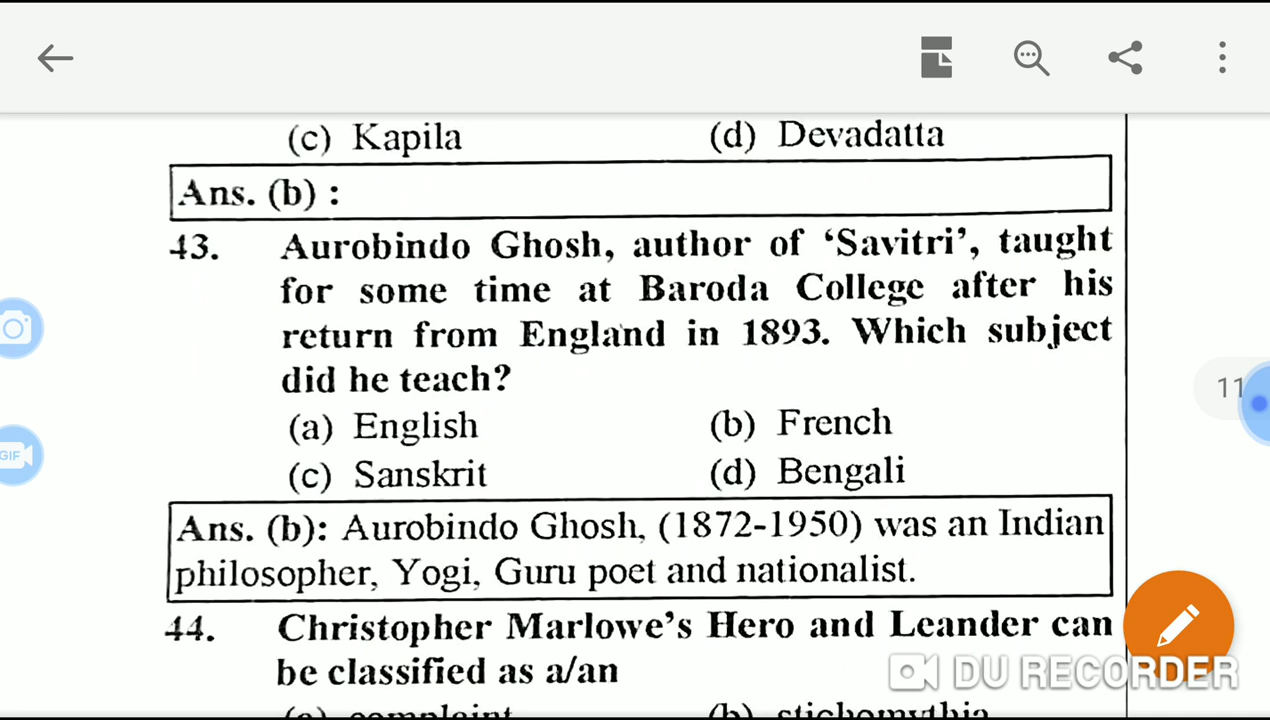 (c) Kapila (d) Devadatta
Ans. (b) :
43. Aurobindo Ghosh, author of ‘Savitri’, taught
for some time at Baroda College after his
return from England in 1893. Which subject
did he teach?
(a) English (b) French
(c) Sanskrit (d) Bengali
11
GIF
Ans. (b): Aurobindo Ghosh, (1872-1950) was an Indian
philosopher, Yogi, Guru poet and nationalist.
44. Christopher Marlowe’s Hero and Leander can
be classified as a/an
(a) complaint (b) stichomythia
DU RECORDER